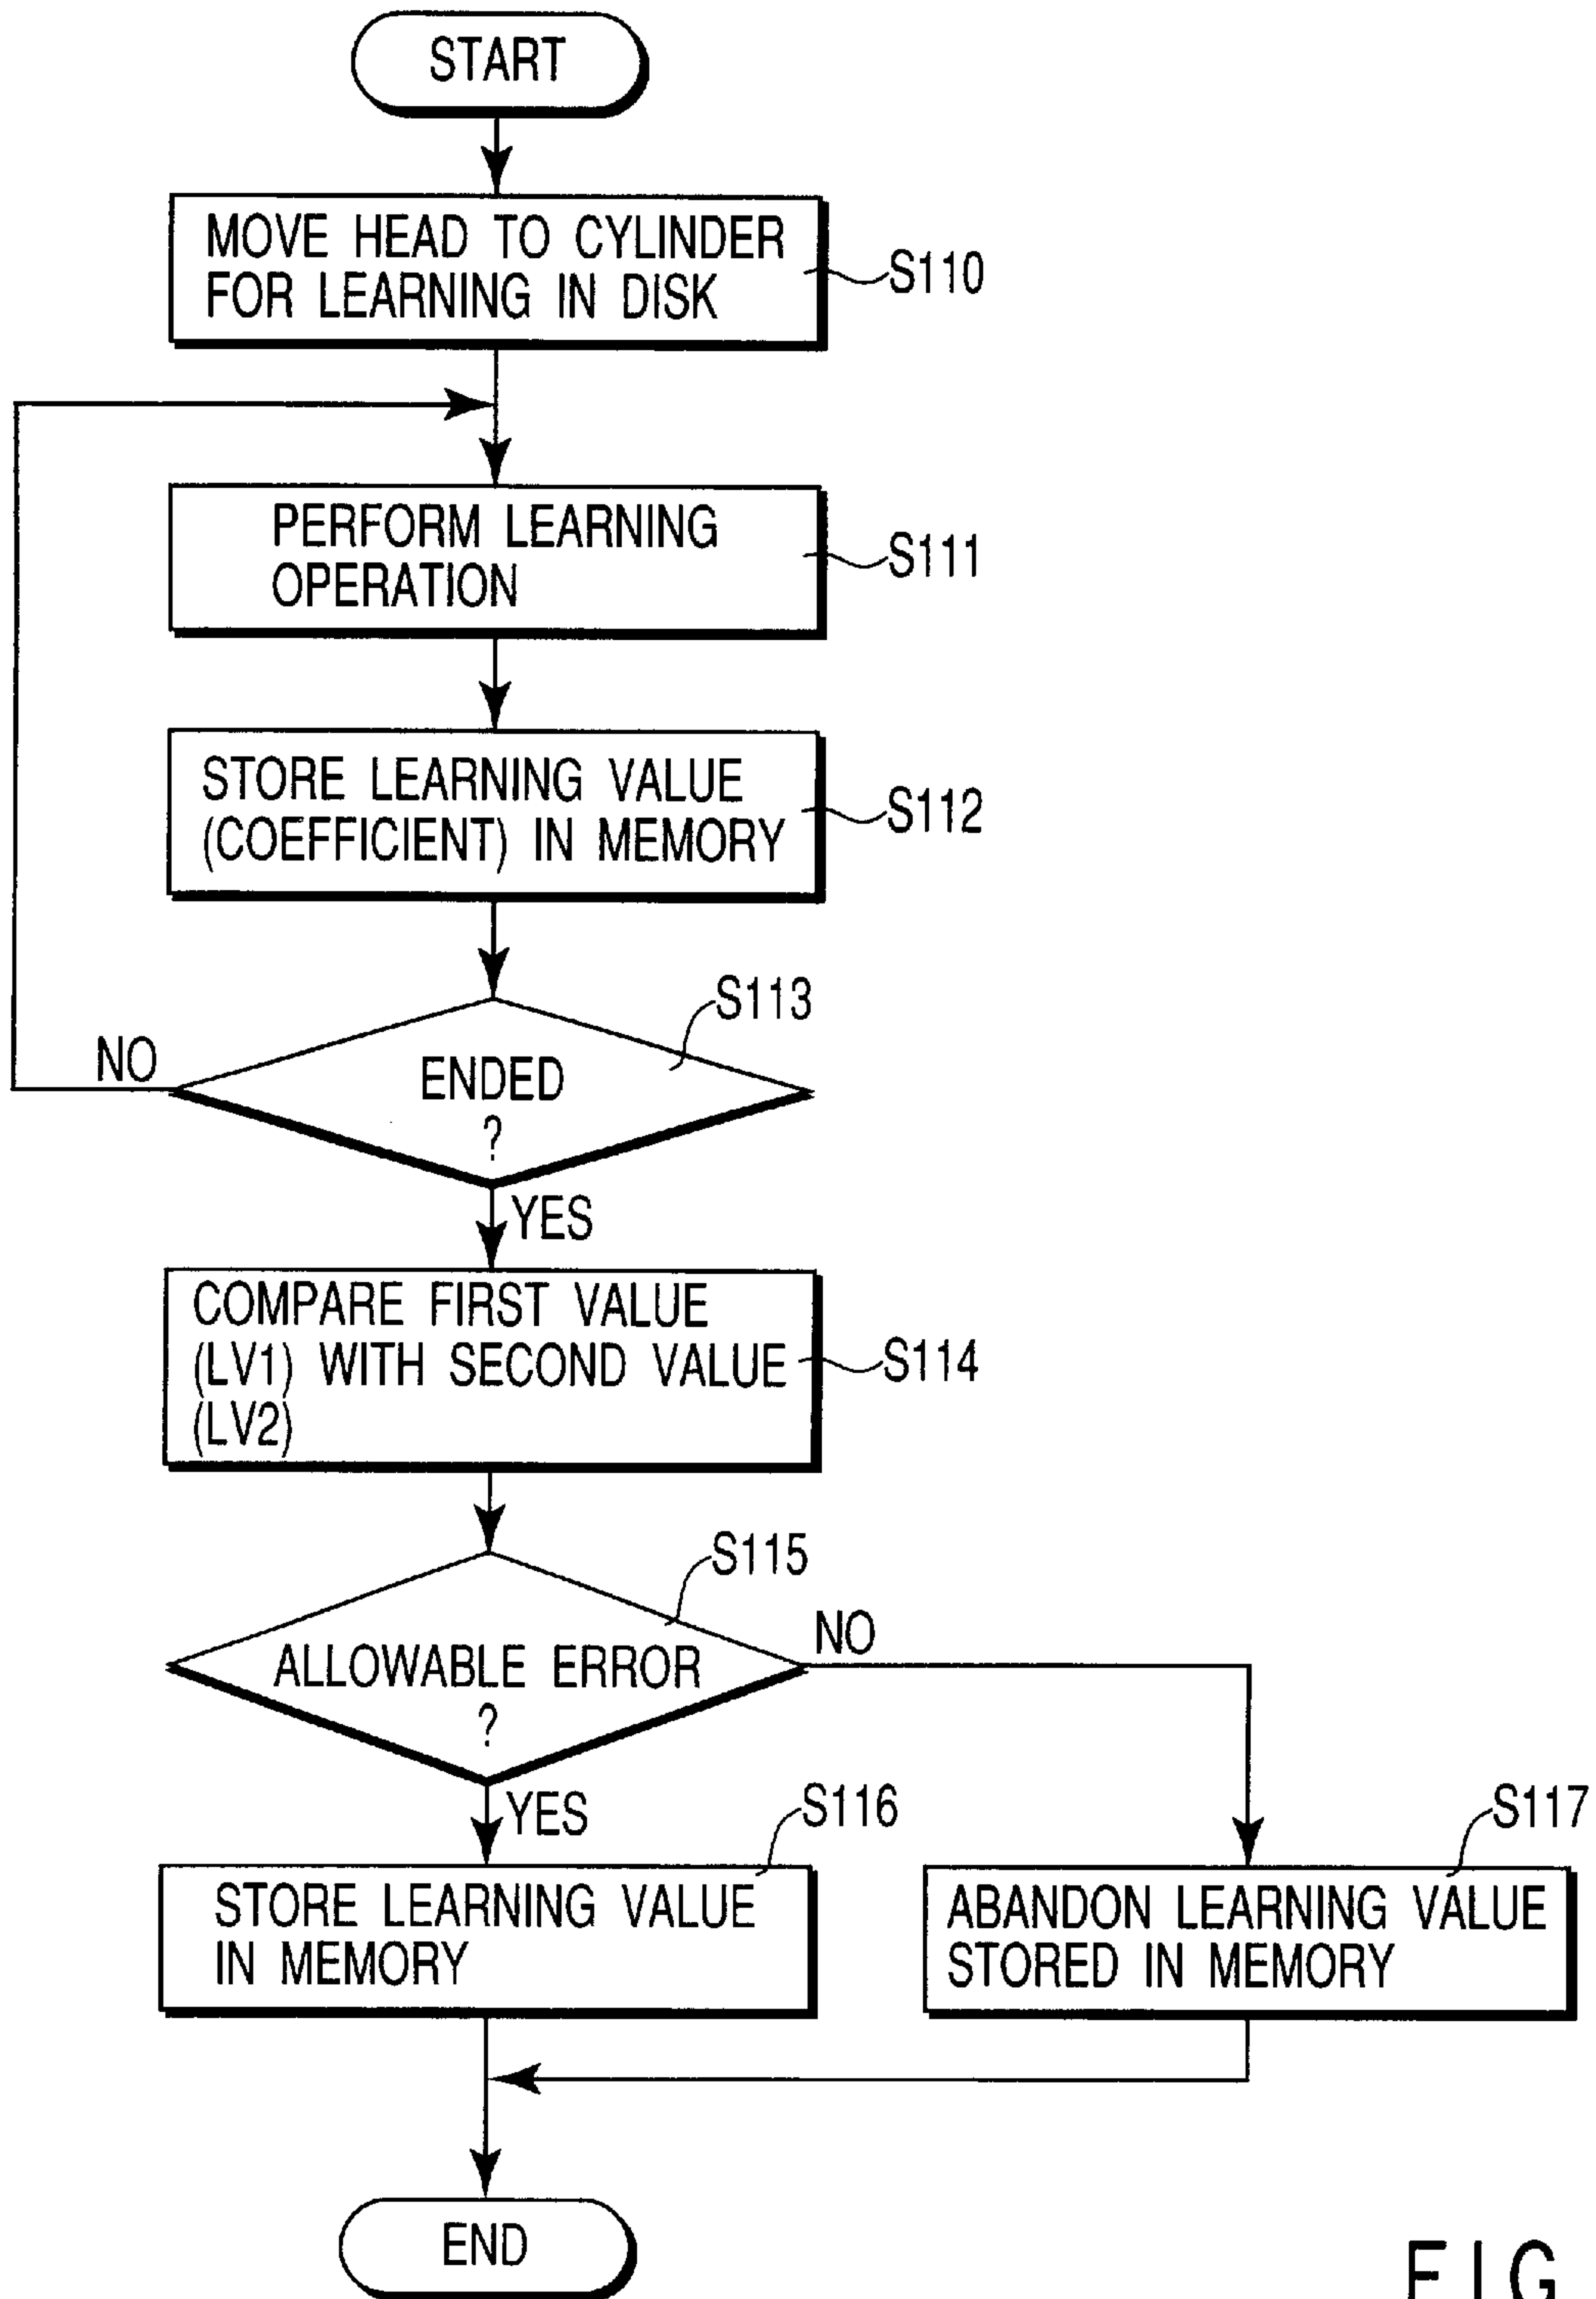 START
MOVE HEAD TO CYLINDER
FOR LEARNING IN DISK
S110
PERFORM LEARNING
OPERATION
S111
STORE LEARNING VALUE
(COEFFICIENT) IN MEMORY
S112
S113
NO
ENDED
?
YES
COMPARE FIRST VALUE
(LV1) WITH SECOND VALUE
(LV2)
S114
S115
NO
ALLOWABLE ERROR
?
YES
S116
S117
STORE LEARNING VALUE
IN MEMORY
ABANDON LEARNING VALUE
STORED IN MEMORY
END
FIG